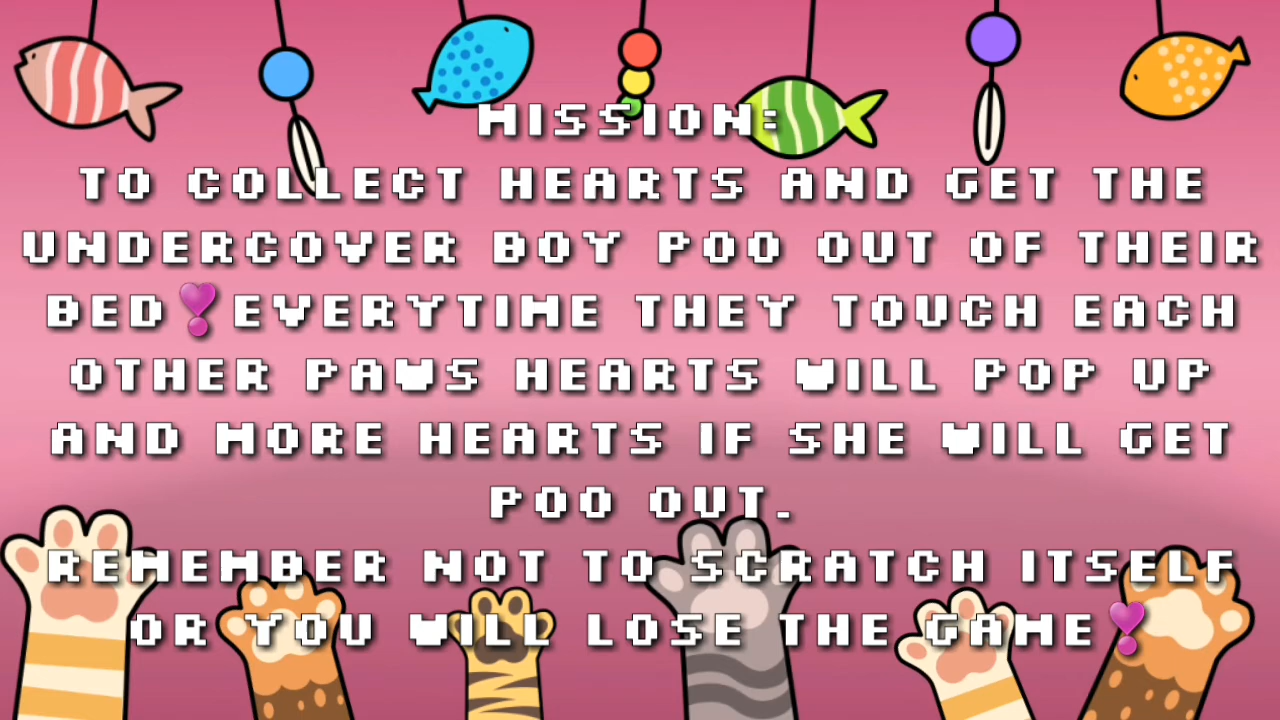 MISSION:
TO COLLECT HEARTS AND GET THE
UNDERCOVER BOY POO OUT OF THEIR
BED❣EVERYTIME THEY TOUCH EACH
OTHER PAWS HEARTS WILL POP UP
AND MORE HEARTS IF SHE WILL GET
POO OUT.
REMEMBER NOT TO SCRATCH ITSELF
OR YOU WILL LOSE THE GAME❣